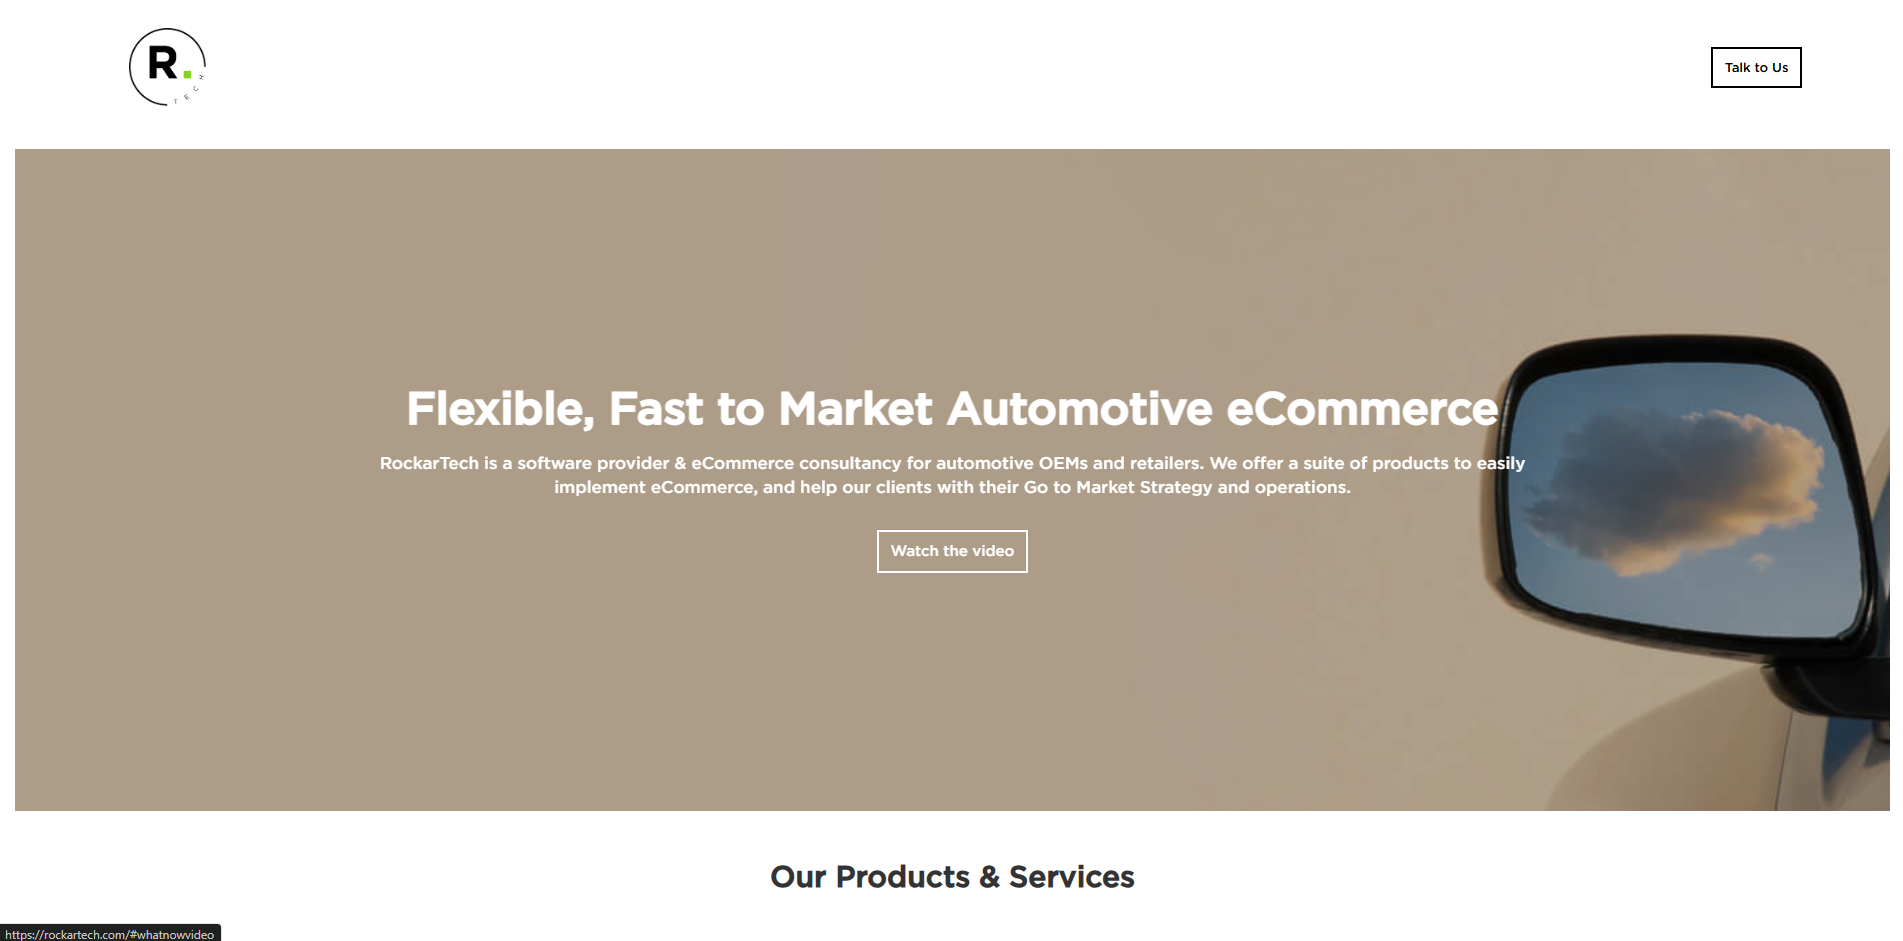 R.
TECH
Talk to Us
Flexible, Fast to Market Automotive eCommerce
RockarTech is a software provider & eCommerce consultancy for automotive OEMs and retailers. We offer a suite of products to easily
implement eCommerce, and help our clients with their Go to Market Strategy and operations.
Watch the video
Our Products & Services
https://rockartech.com/#whatnowvideo